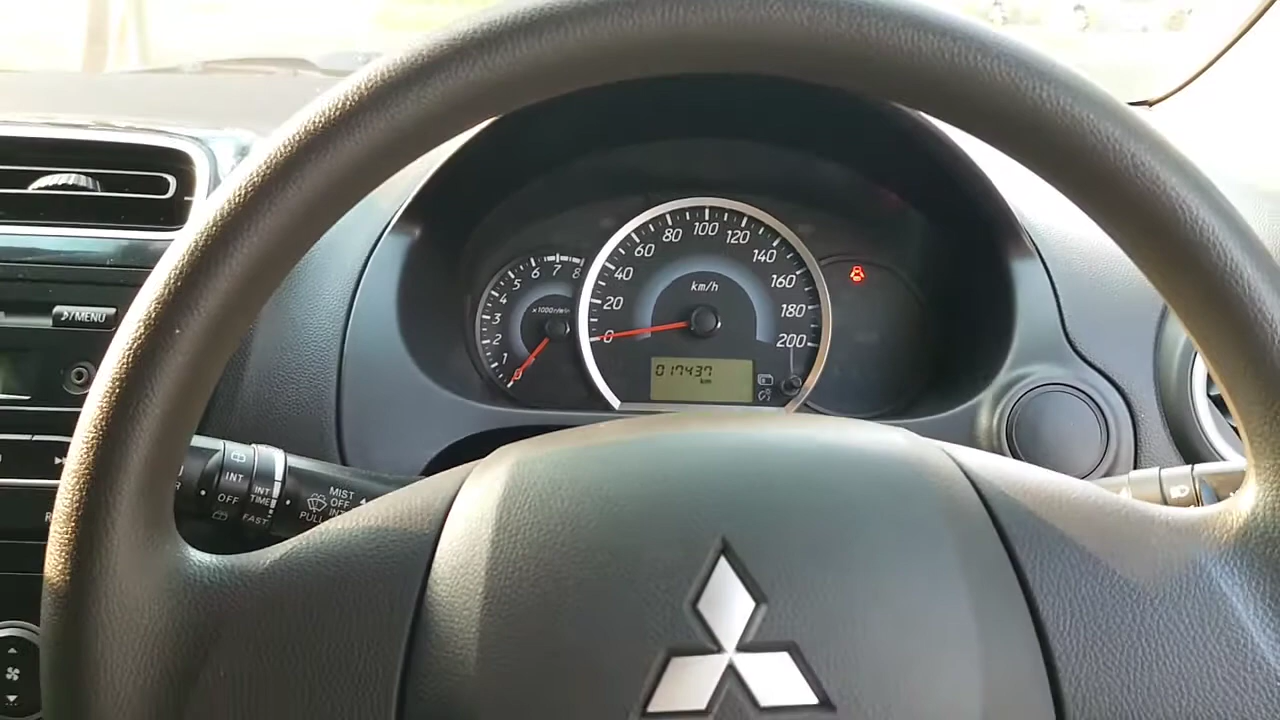 ♪/MENU
1
2
3
4
5
6
7
8
x1000r/min
0
20
40
60
80
100
120
140
160
180
200
km/h
017437
km
INT
OFF
INT
TIME
FAST
MIST
OFF
PULL